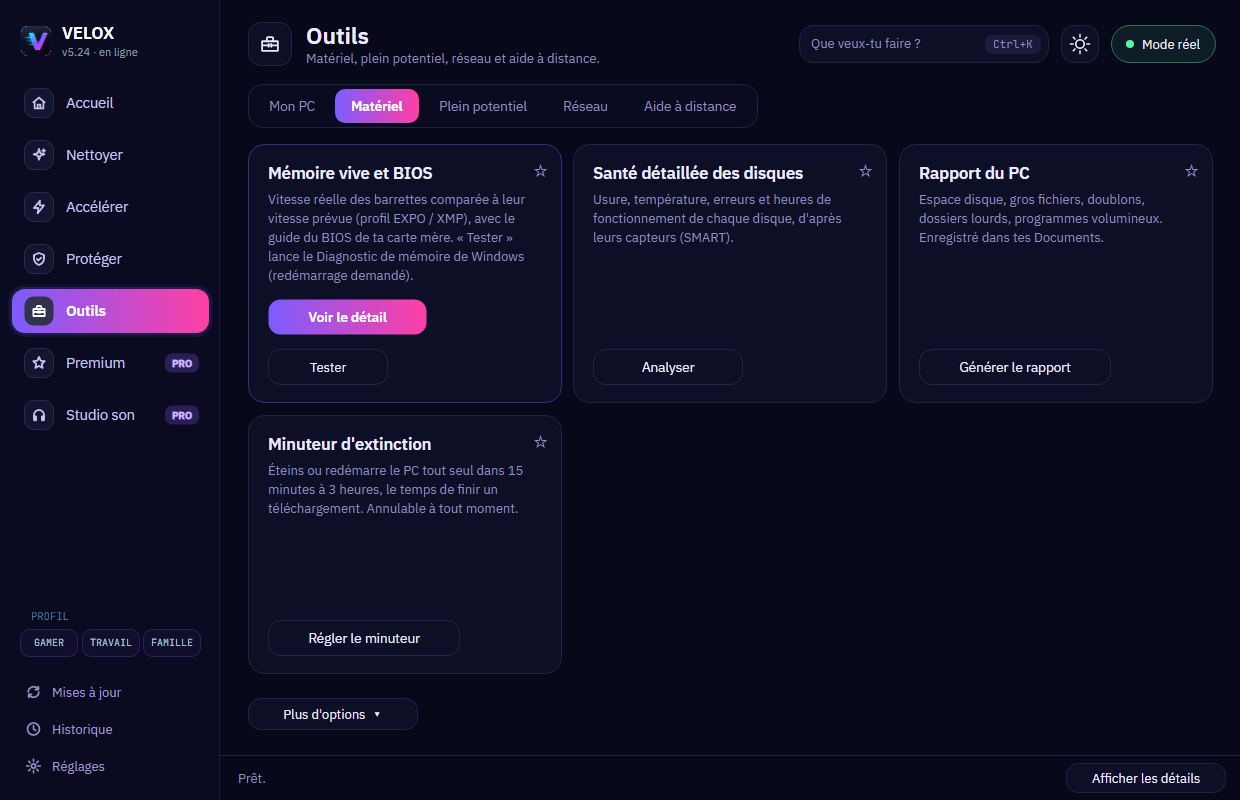 VELOX
v5.24 · en ligne
Accueil
Nettoyer
Accélérer
Protéger
Outils
Premium PRO
Studio son PRO
PROFIL
GAMER TRAVAIL FAMILLE
Mises à jour
Historique
Réglages
Outils
Matériel, plein potentiel, réseau et aide à distance.
Que veux-tu faire ? Ctrl+K
Mode réel
Mon PC Matériel Plein potentiel Réseau Aide à distance
Mémoire vive et BIOS
Vitesse réelle des barrettes comparée à leur
vitesse prévue (profil EXPO / XMP), avec le
guide du BIOS de ta carte mère. « Tester »
lance le Diagnostic de mémoire de Windows
(redémarrage demandé).
Voir le détail
Tester
Santé détaillée des disques
Usure, température, erreurs et heures de
fonctionnement de chaque disque, d'après
leurs capteurs (SMART).
Analyser
Rapport du PC
Espace disque, gros fichiers, doublons,
dossiers lourds, programmes volumineux.
Enregistré dans tes Documents.
Générer le rapport
Minuteur d'extinction
Éteins ou redémarre le PC tout seul dans 15
minutes à 3 heures, le temps de finir un
téléchargement. Annulable à tout moment.
Régler le minuteur
Plus d'options ▾
Prêt.
Afficher les détails